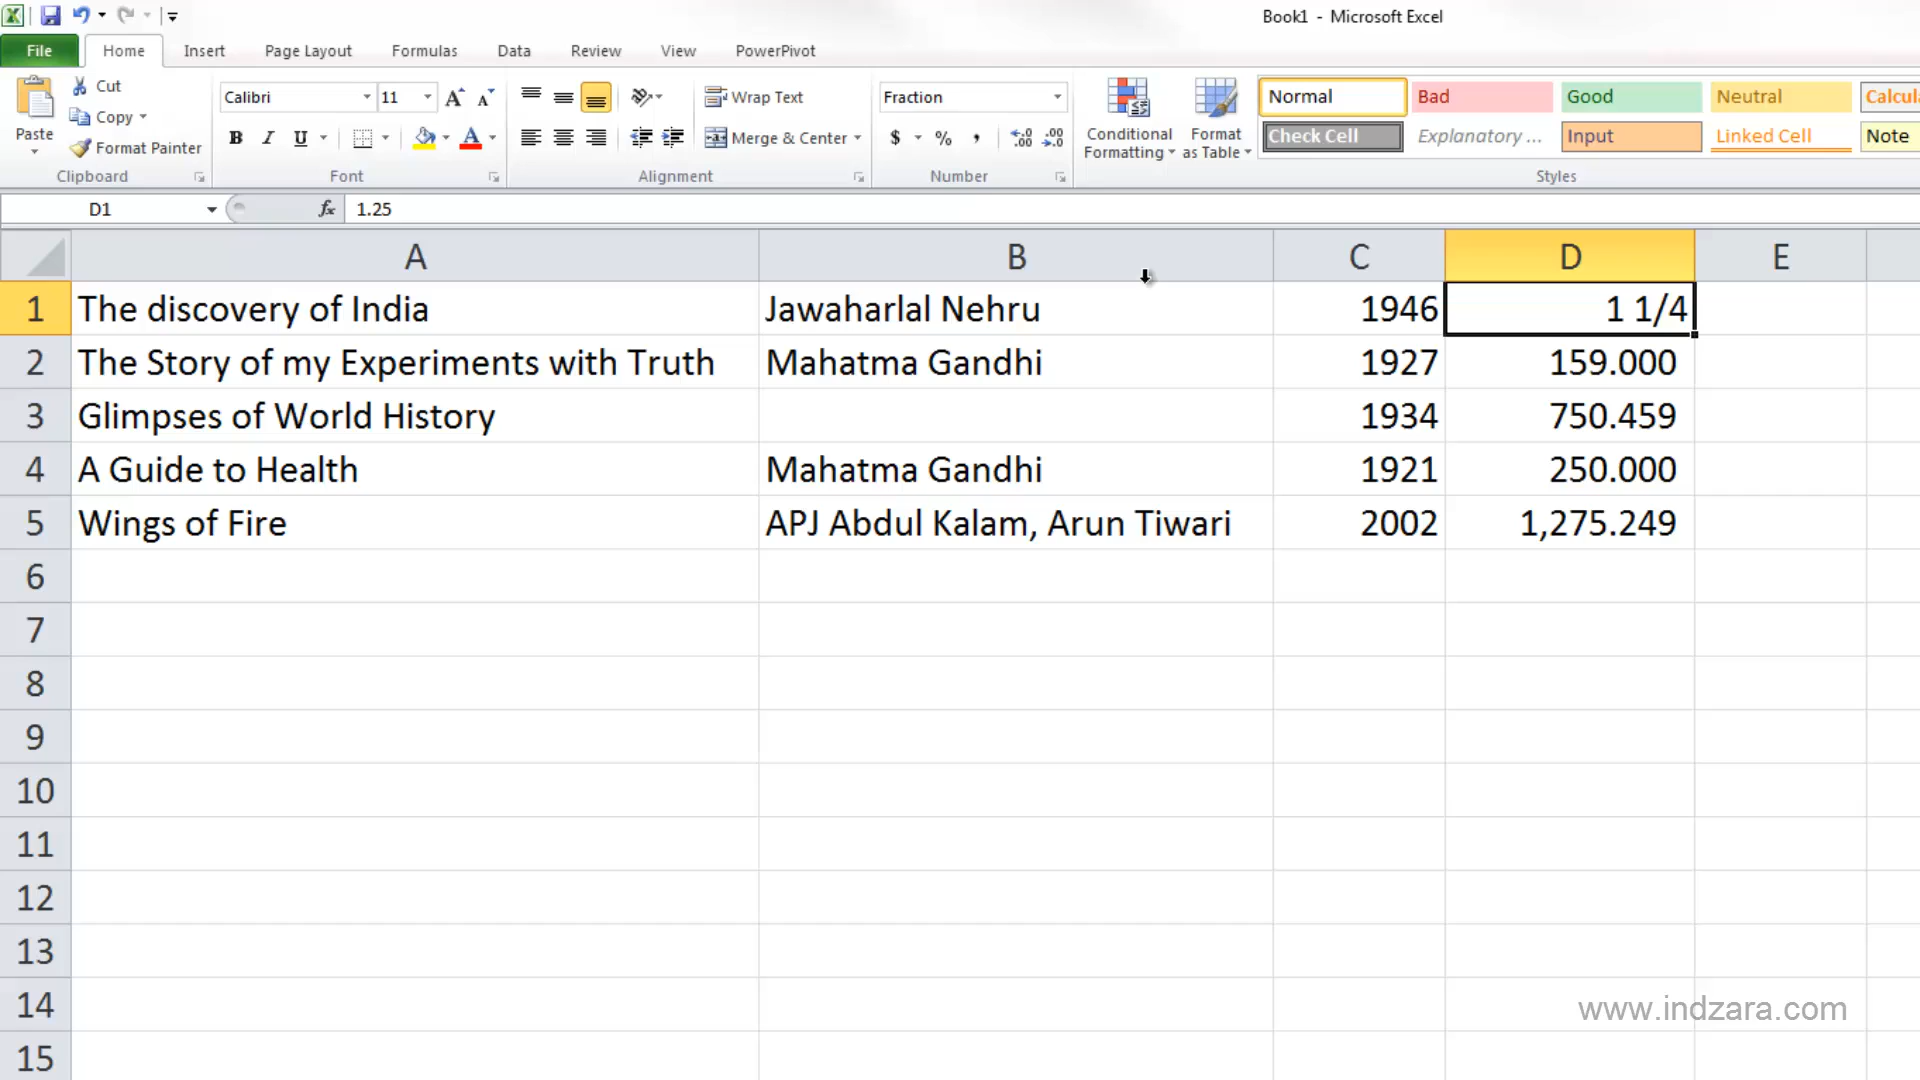 Book1 - Microsoft Excel
File Home Insert Page Layout Formulas Data Review View PowerPivot
Paste
Cut
Copy
Format Painter
Clipboard
Calibri 11
B I U A
Font
Wrap Text
Merge & Center
Alignment
Fraction
$ % ,
Number
Conditional Formatting
Format as Table
Normal Bad Good Neutral
Check Cell Explanatory ... Input Linked Cell Note
Styles
D1 fx 1.25
A B C D E
1 The discovery of India Jawaharlal Nehru 1946 1 1/4
2 The Story of my Experiments with Truth Mahatma Gandhi 1927 159.000
3 Glimpses of World History 1934 750.459
4 A Guide to Health Mahatma Gandhi 1921 250.000
5 Wings of Fire APJ Abdul Kalam, Arun Tiwari 2002 1,275.249
6
7
8
9
10
11
12
13
14
www.indzara.com
15